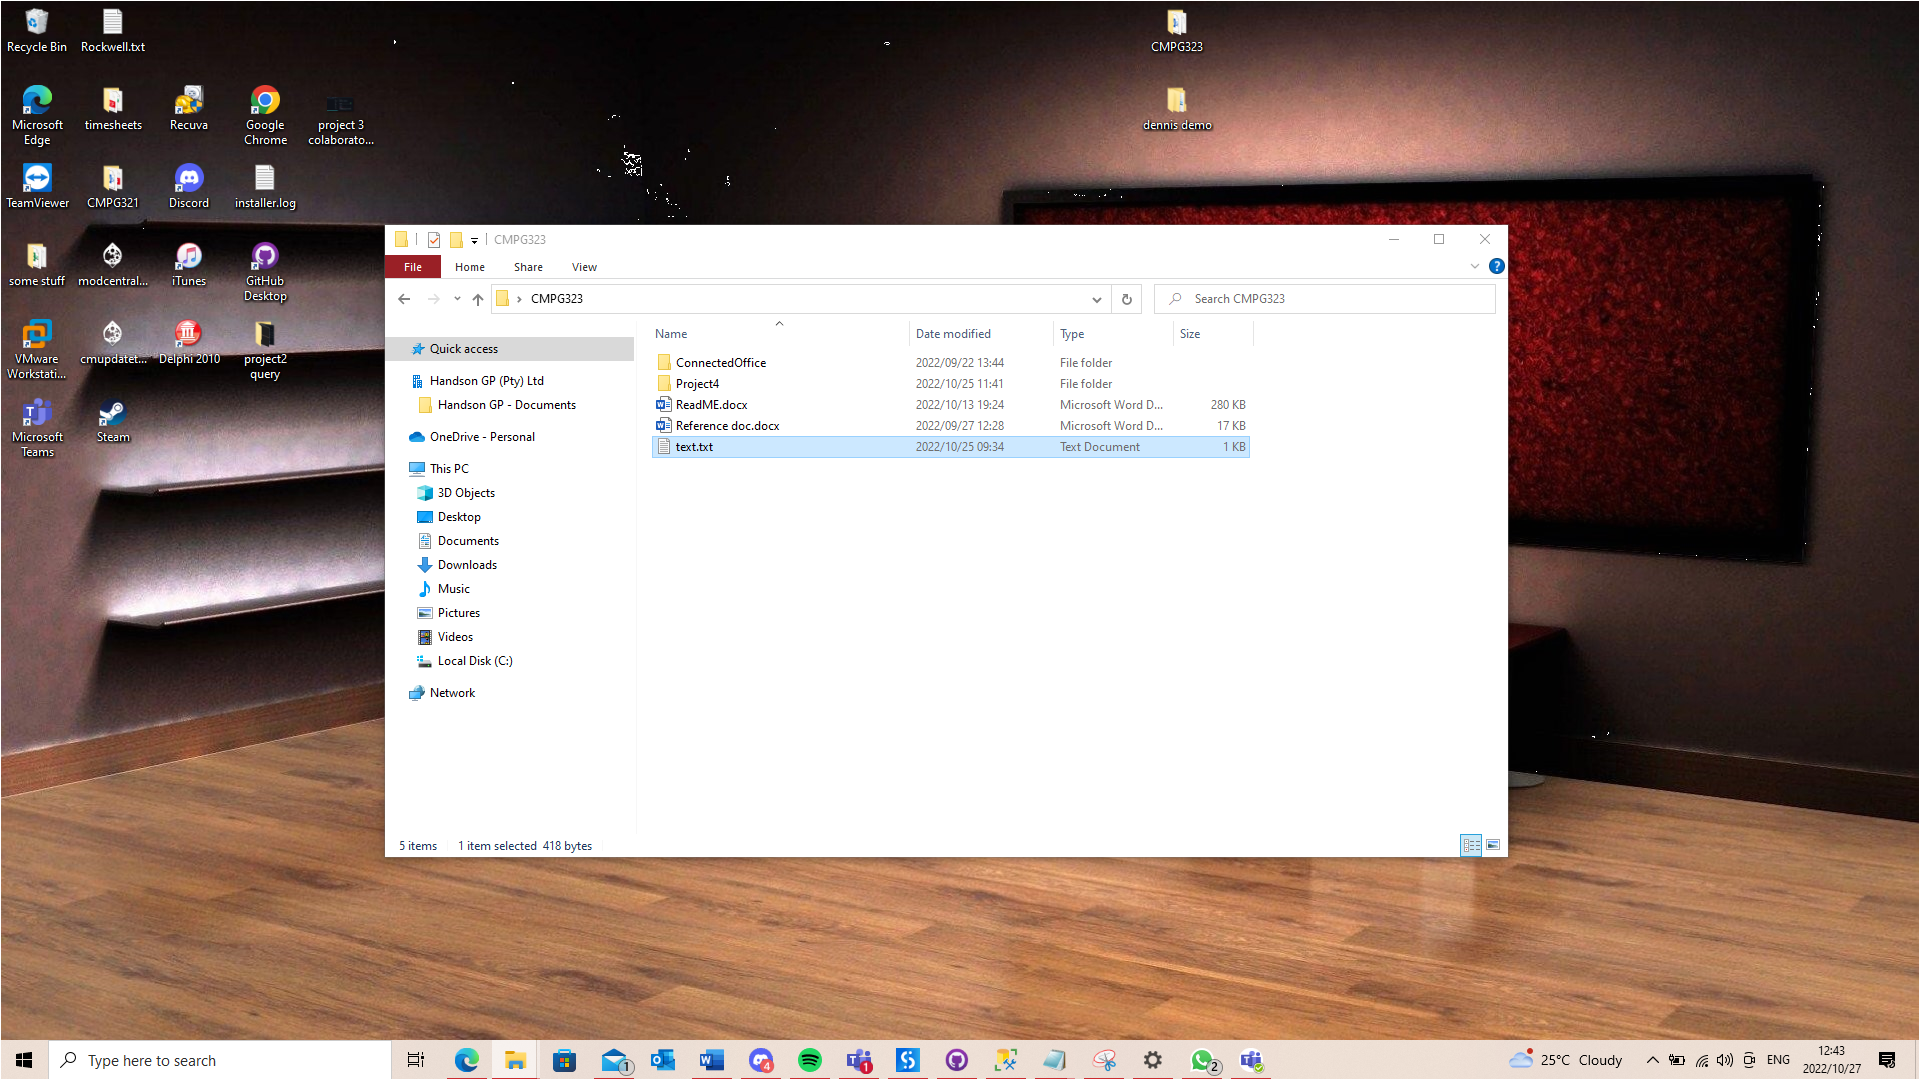 Recycle Bin
Rockwell.txt
CMPG323
Microsoft Edge
timesheets
Recuva
Google Chrome
project 3 colaborato...
dennis demo
TeamViewer
CMPG321
Discord
installer.log
some stuff
modcentral...
iTunes
GitHub Desktop
VMware Workstati...
cmupdatet...
Delphi 2010
project2 query
Microsoft Teams
Steam
CMPG323
File Home Share View
CMPG323
Search CMPG323
Name Date modified Type Size
ConnectedOffice 2022/09/22 13:44 File folder
Project4 2022/10/25 11:41 File folder
ReadME.docx 2022/10/13 19:24 Microsoft Word D... 280 KB
Reference doc.docx 2022/09/27 12:28 Microsoft Word D... 17 KB
text.txt 2022/10/25 09:34 Text Document 1 KB
Quick access
Handson GP (Pty) Ltd
Handson GP - Documents
OneDrive - Personal
This PC
3D Objects
Desktop
Documents
Downloads
Music
Pictures
Videos
Local Disk (C:)
Network
5 items 1 item selected 418 bytes
Type here to search
1
4
1
2
25°C Cloudy
ENG
12:43
2022/10/27